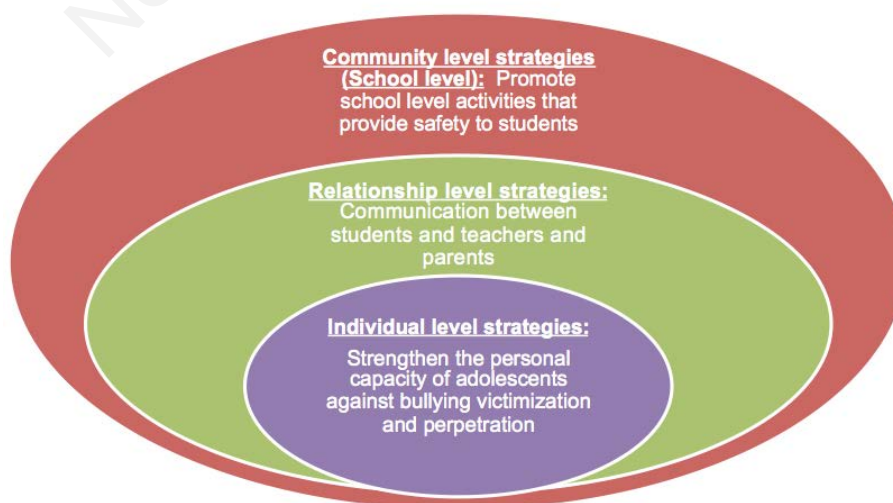 Community level strategies
(School level): Promote
school level activities that
provide safety to students
Relationship level strategies:
Communication between
students and teachers and
parents
Individual level strategies:
Strengthen the personal
capacity of adolescents
against bullying victimization
and perpetration